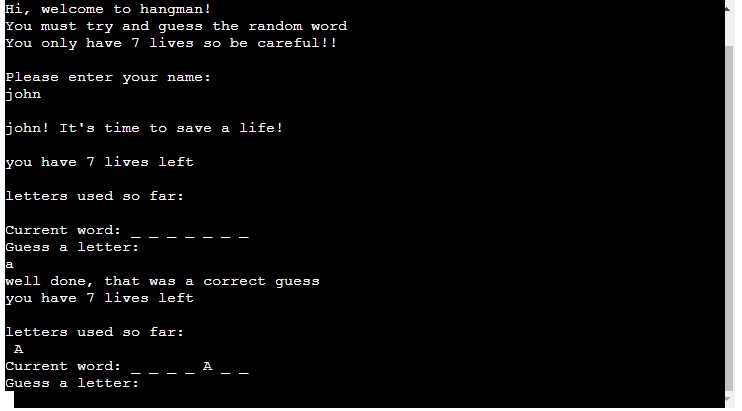 Hi, welcome to hangman!
You must try and guess the random word
You only have 7 lives so be careful!!
Please enter your name:
john
john! It's time to save a life!
you have 7 lives left
letters used so far:
Current word: _ _ _ _ _ _ _
Guess a letter:
a
well done, that was a correct guess
you have 7 lives left
letters used so far:
A
Current word: _ _ _ _ A _ _
Guess a letter: